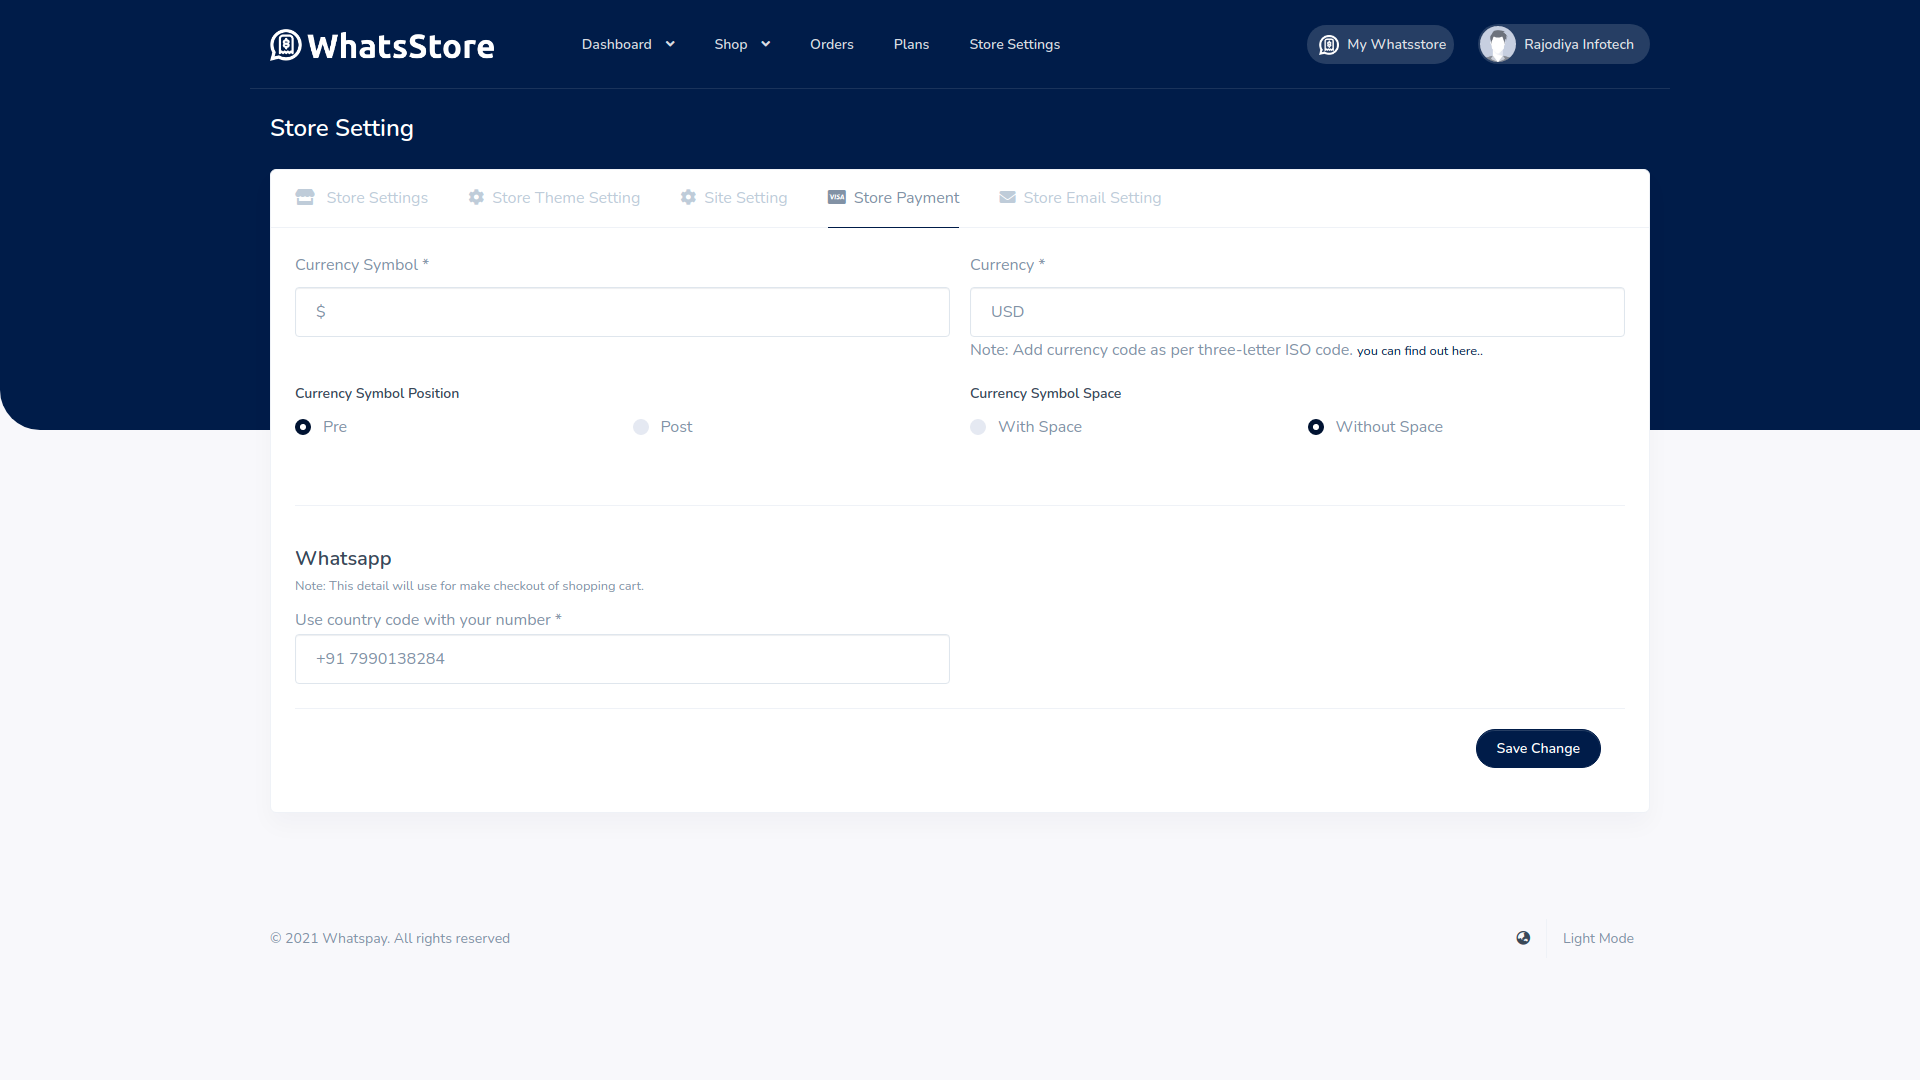 WhatsStore Dashboard Shop Orders Plans Store Settings My Whatsstore Rajodiya Infotech
Store Setting
Store Settings Store Theme Setting Site Setting VISA Store Payment Store Email Setting
Currency Symbol * Currency *
$ USD
Note: Add currency code as per three-letter ISO code. you can find out here..
Currency Symbol Position Currency Symbol Space
Pre Post With Space Without Space
Whatsapp
Note: This detail will use for make checkout of shopping cart.
Use country code with your number *
+91 7990138284
Save Change
© 2021 Whatspay. All rights reserved Light Mode